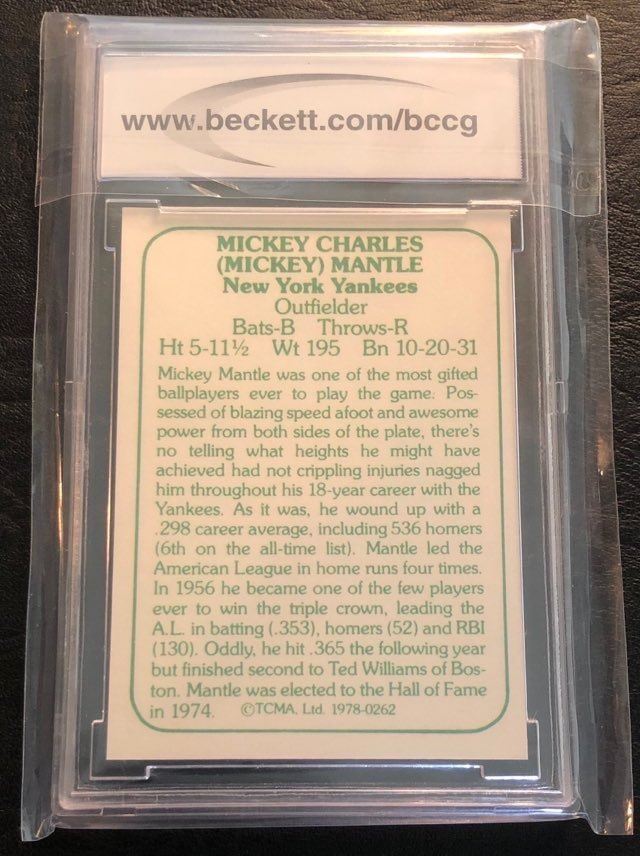 www.beckett.com/bccg
MICKEY CHARLES
(MICKEY) MANTLE
New York Yankees
Outfielder
Bats-B Throws-R
Ht 5-11½ Wt 195 Bn 10-20-31
Mickey Mantle was one of the most gifted
ballplayers ever to play the game. Pos-
sessed of blazing speed afoot and awesome
power from both sides of the plate, there's
no telling what heights he might have
achieved had not crippling injuries nagged
him throughout his 18-year career with the
Yankees. As it was, he wound up with a
.298 career average, including 536 homers
(6th on the all-time list). Mantle led the
American League in home runs four times.
In 1956 he became one of the few players
ever to win the triple crown, leading the
A.L. in batting (.353), homers (52) and RBI
(130). Oddly, he hit .365 the following year
but finished second to Ted Williams of Bos-
ton. Mantle was elected to the Hall of Fame
in 1974. ©TCMA, Ltd. 1978-0262